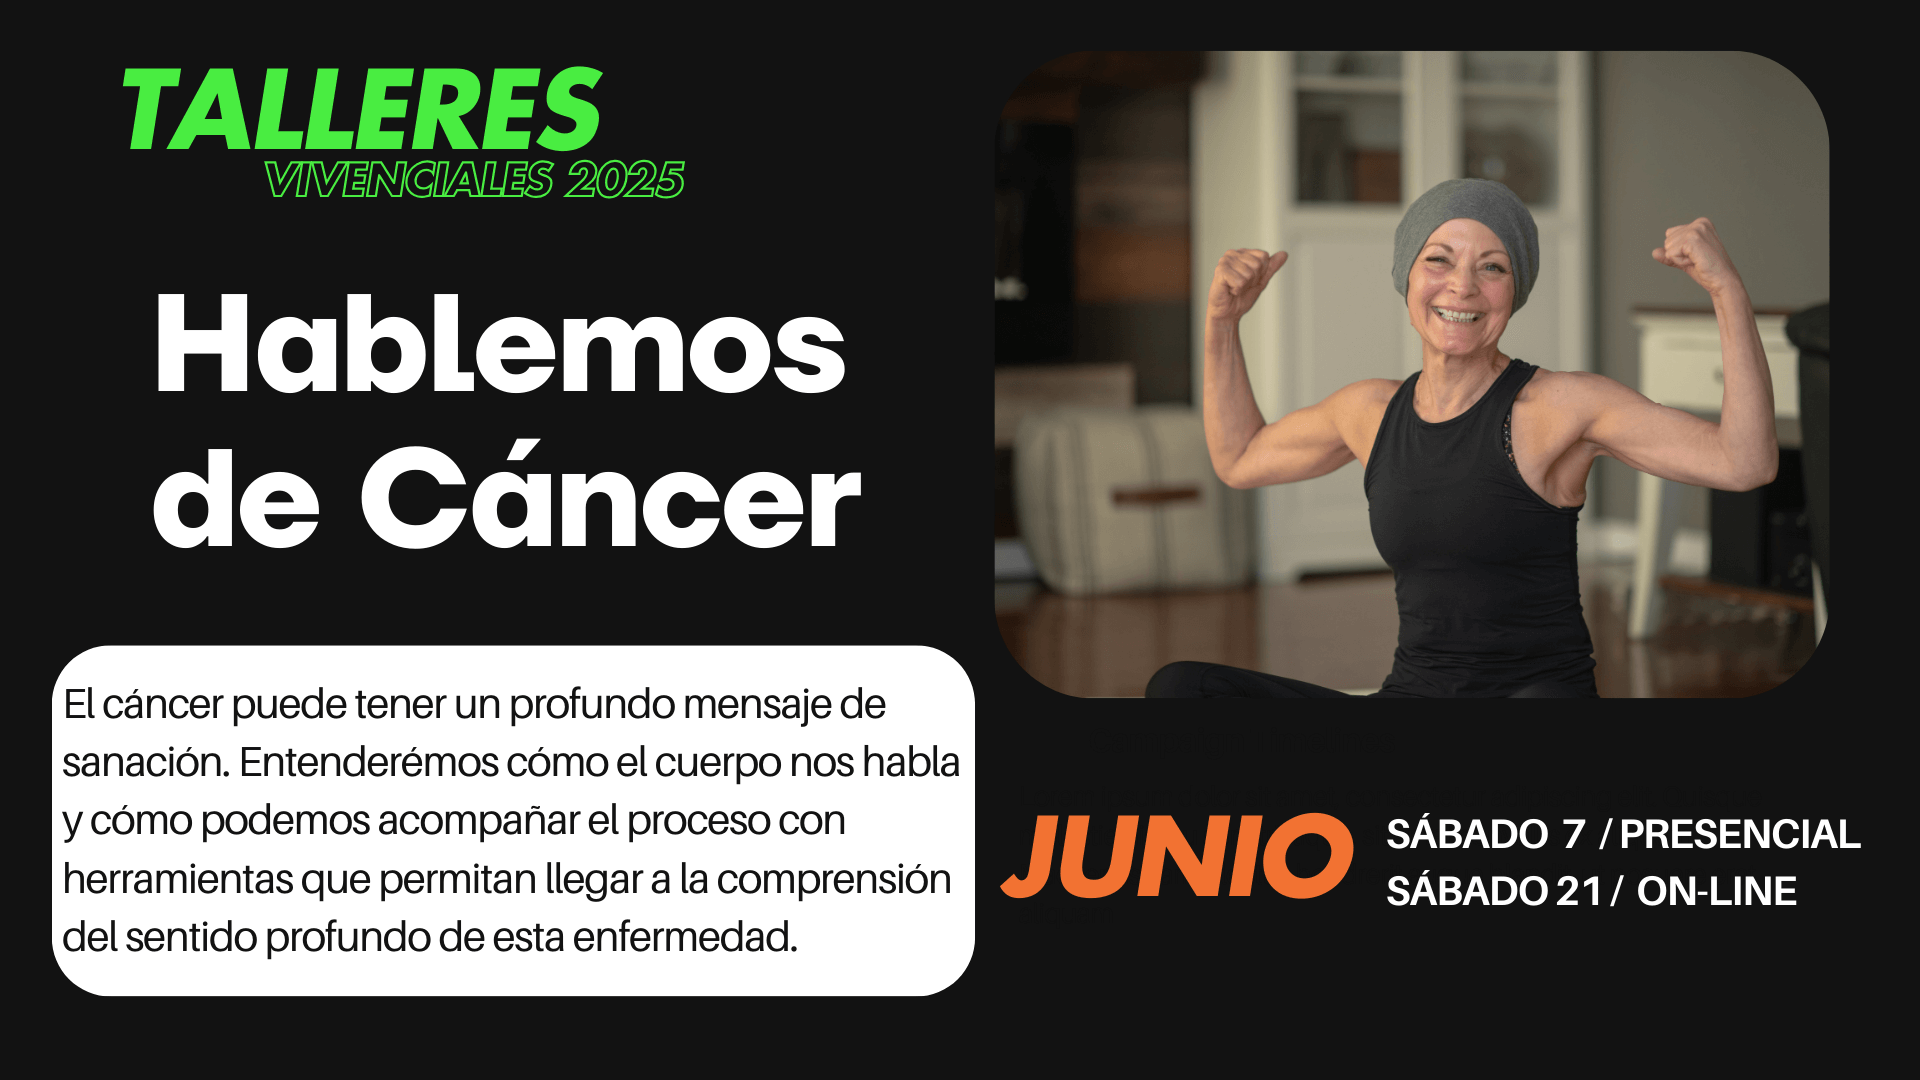 TALLERES
VIVENCIALES 2025
Hablemos
de Cáncer
El cáncer puede tener un profundo mensaje de
sanación. Entenderémos cómo el cuerpo nos habla
y cómo podemos acompañar el proceso con
herramientas que permitan llegar a la comprensión
del sentido profundo de esta enfermedad.
JUNIO
SÁBADO 7 / PRESENCIAL
SÁBADO 21 / ON-LINE